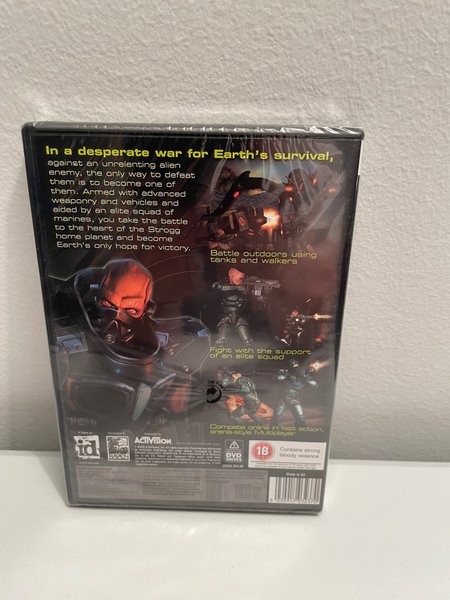 In a desperate war for Earth's survival,
against an unrelenting alien
enemy, the only way to defeat
them is to become one of
them. Armed with advanced
weaponry and vehicles and
aided by an elite squad of
marines, you take the battle
to the heart of the Strogg
home planet and become
Earth's only hope for victory.
Battle outdoors using
tanks and walkers
Fight with the support
of an elite squad
Compete online in fast action,
arena-style Multiplayer
id
RAVEN
ACTIVISION
DVD
18
Contains strong
bloody violence
Made in EU